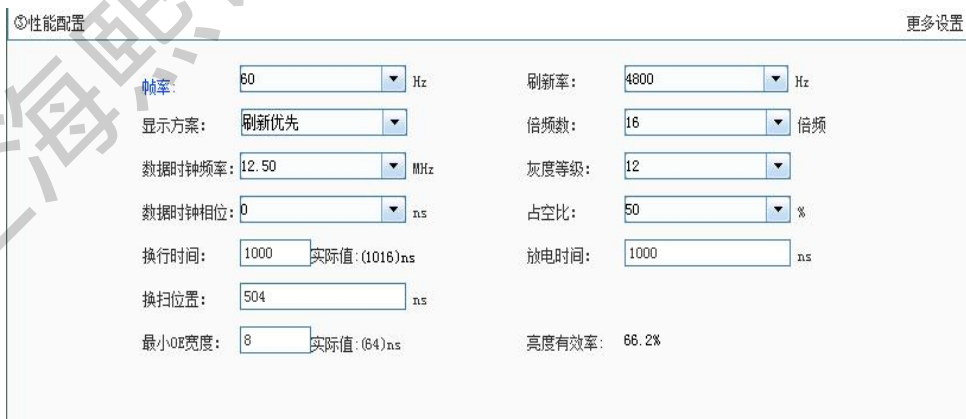 ③性能配置 更多设置
帧率: 60 Hz 刷新率: 4800 Hz
显示方案: 刷新优先 倍频数: 16 倍频
数据时钟频率: 12.50 MHz 灰度等级: 12
数据时钟相位: 0 ns 占空比: 50 %
换行时间: 1000 实际值:(1016)ns 放电时间: 1000 ns
换扫位置: 504 ns
最小OE宽度: 8 实际值:(64)ns 亮度有效率: 66.2%
上海熙